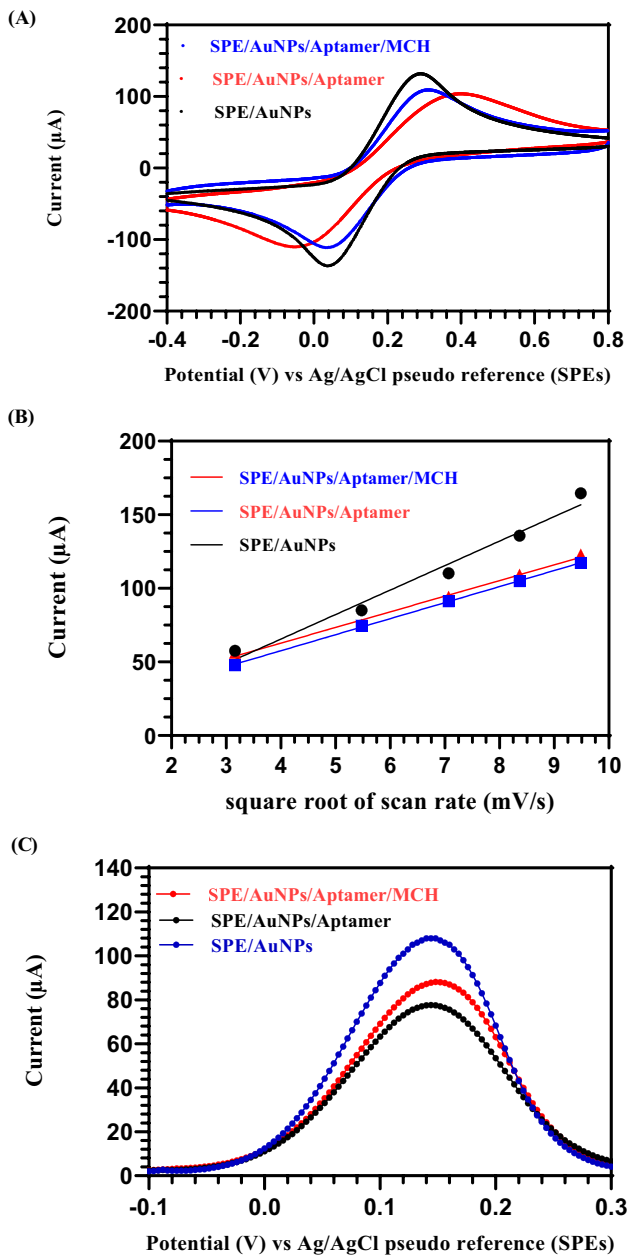 (A)
200
SPE/AuNPs/Aptamer/MCH
SPE/AuNPs/Aptamer
SPE/AuNPs
100
0
-100
-200
Current (µA)
-0.4 -0.2 0.0 0.2 0.4 0.6 0.8
Potential (V) vs Ag/AgCl pseudo reference (SPEs)
(B)
200
SPE/AuNPs/Aptamer/MCH
SPE/AuNPs/Aptamer
SPE/AuNPs
150
100
50
0
Current (µA)
2 3 4 5 6 7 8 9 10
square root of scan rate (mV/s)
(C)
140
SPE/AuNPs/Aptamer/MCH
SPE/AuNPs/Aptamer
SPE/AuNPs
120
100
80
60
40
20
0
Current (µA)
-0.1 0.0 0.1 0.2 0.3
Potential (V) vs Ag/AgCl pseudo reference (SPEs)